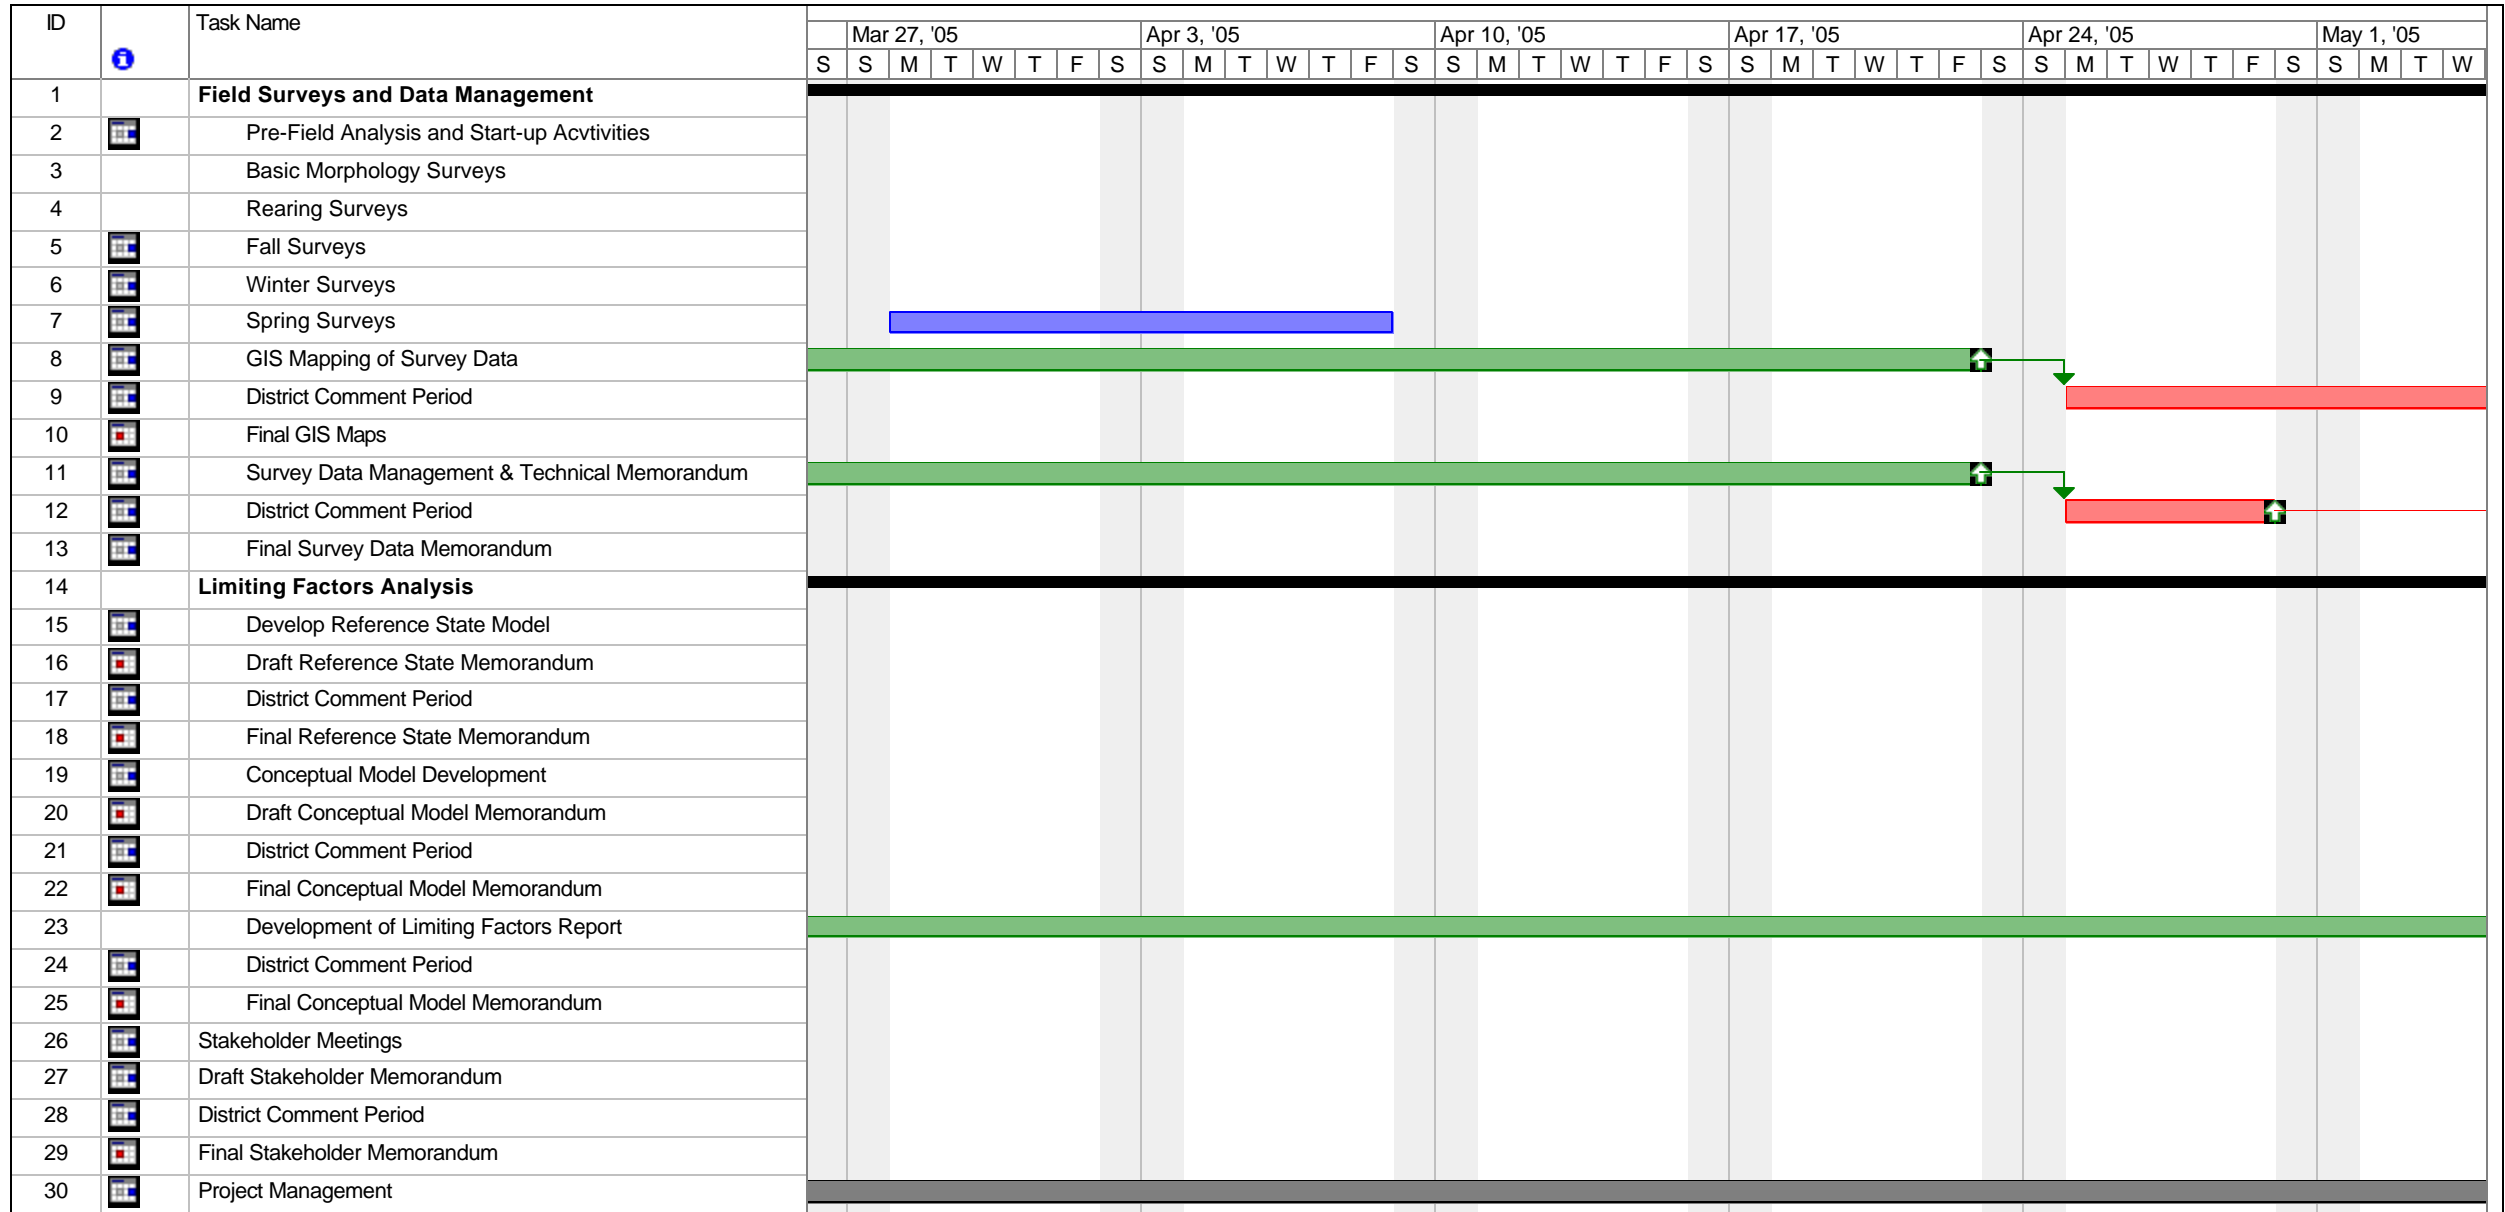 ID Task Name
Mar 27, '05 Apr 3, '05 Apr 10, '05 Apr 17, '05 Apr 24, '05 May 1, '05
S S M T W T F S S M T W T F S S M T W T F S S M T W T F S S M T W T F S S M T W
1 Field Surveys and Data Management
2 Pre-Field Analysis and Start-up Acvtivities
3 Basic Morphology Surveys
4 Rearing Surveys
5 Fall Surveys
6 Winter Surveys
7 Spring Surveys
8 GIS Mapping of Survey Data
9 District Comment Period
10 Final GIS Maps
11 Survey Data Management & Technical Memorandum
12 District Comment Period
13 Final Survey Data Memorandum
14 Limiting Factors Analysis
15 Develop Reference State Model
16 Draft Reference State Memorandum
17 District Comment Period
18 Final Reference State Memorandum
19 Conceptual Model Development
20 Draft Conceptual Model Memorandum
21 District Comment Period
22 Final Conceptual Model Memorandum
23 Development of Limiting Factors Report
24 District Comment Period
25 Final Conceptual Model Memorandum
26 Stakeholder Meetings
27 Draft Stakeholder Memorandum
28 District Comment Period
29 Final Stakeholder Memorandum
30 Project Management